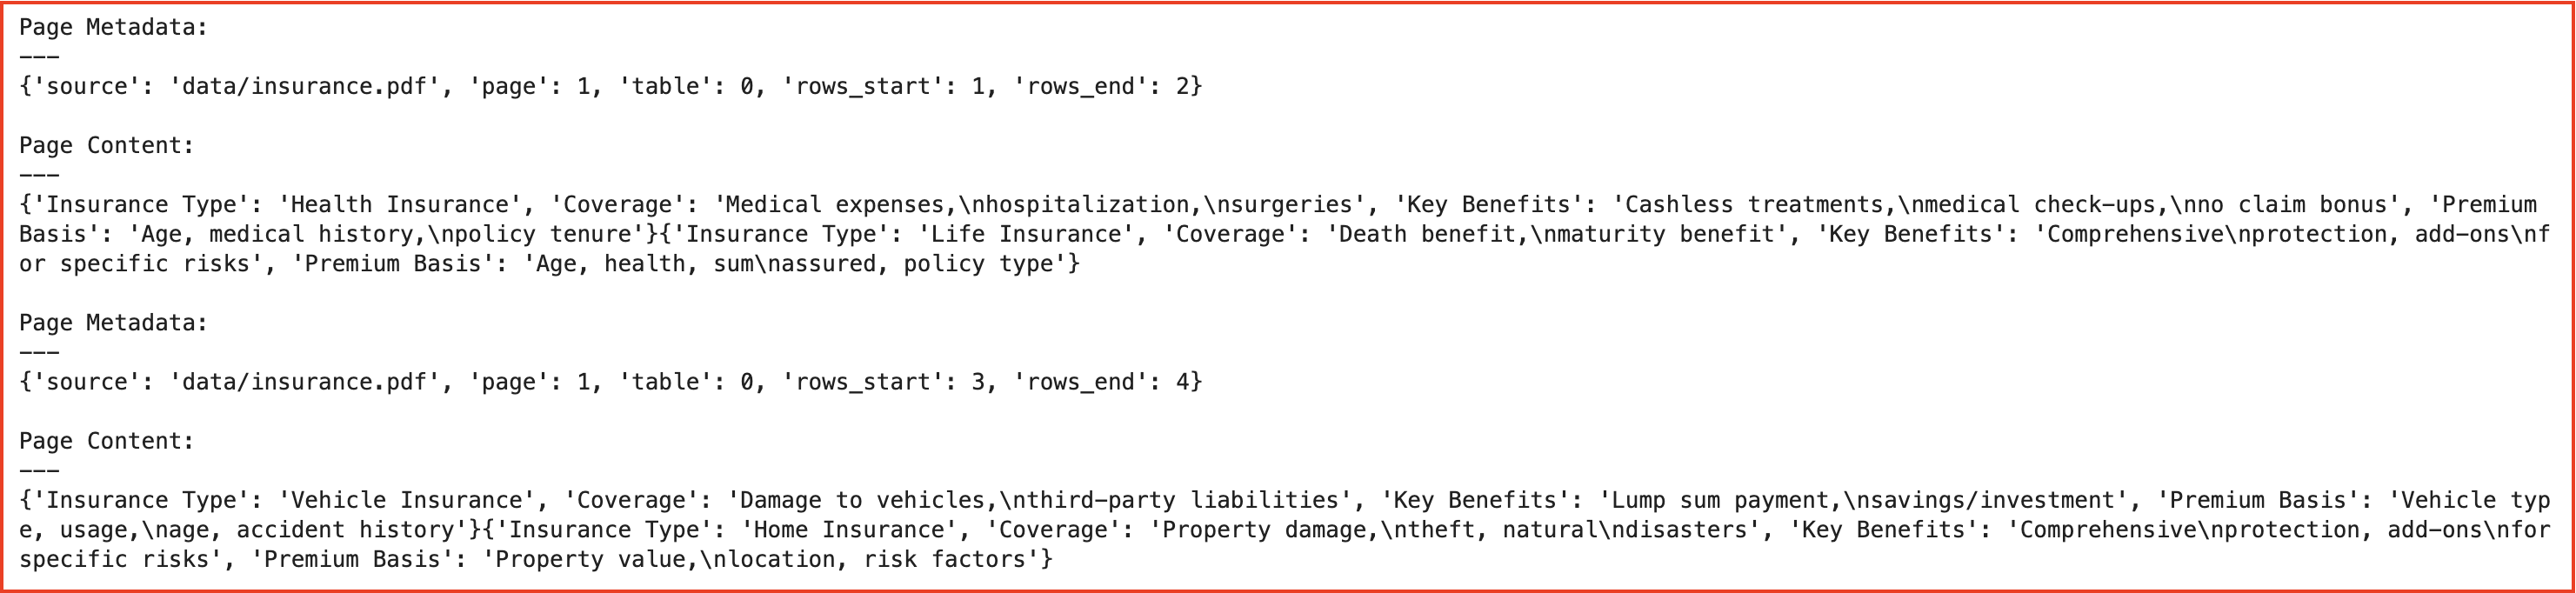 Page Metadata:
---
{'source': 'data/insurance.pdf', 'page': 1, 'table': 0, 'rows_start': 1, 'rows_end': 2}
Page Content:
---
{'Insurance Type': 'Health Insurance', 'Coverage': 'Medical expenses,\nhospitalization,\nsurgeries', 'Key Benefits': 'Cashless treatments,\nmedical check-ups,\nno claim bonus', 'Premium
Basis': 'Age, medical history,\npolicy tenure'}{'Insurance Type': 'Life Insurance', 'Coverage': 'Death benefit,\nmaturity benefit', 'Key Benefits': 'Comprehensive\nprotection, add-ons\nf
or specific risks', 'Premium Basis': 'Age, health, sum\nassured, policy type'}
Page Metadata:
---
{'source': 'data/insurance.pdf', 'page': 1, 'table': 0, 'rows_start': 3, 'rows_end': 4}
Page Content:
---
{'Insurance Type': 'Vehicle Insurance', 'Coverage': 'Damage to vehicles,\nthird-party liabilities', 'Key Benefits': 'Lump sum payment,\nsavings/investment', 'Premium Basis': 'Vehicle typ
e, usage,\nage, accident history'}{'Insurance Type': 'Home Insurance', 'Coverage': 'Property damage,\ntheft, natural\ndisasters', 'Key Benefits': 'Comprehensive\nprotection, add-ons\nfor
specific risks', 'Premium Basis': 'Property value,\nlocation, risk factors'}